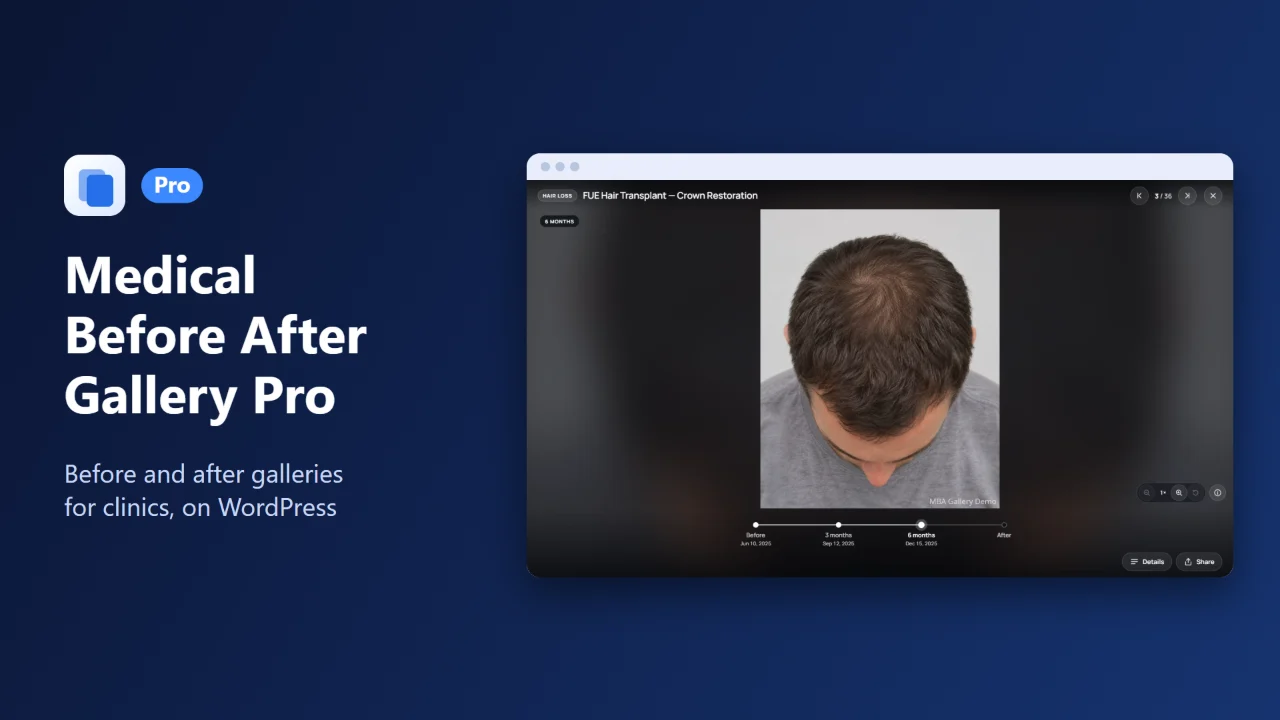 Pro
Medical
Before After
Gallery Pro
Before and after galleries
for clinics, on WordPress
HAIR LOSS
FUE Hair Transplant — Crown Restoration
3 / 36
6 MONTHS
MBA Gallery Demo
1×
Before
Jun 10, 2025
3 months
Sep 12, 2025
6 months
Dec 15, 2025
After
Details
Share